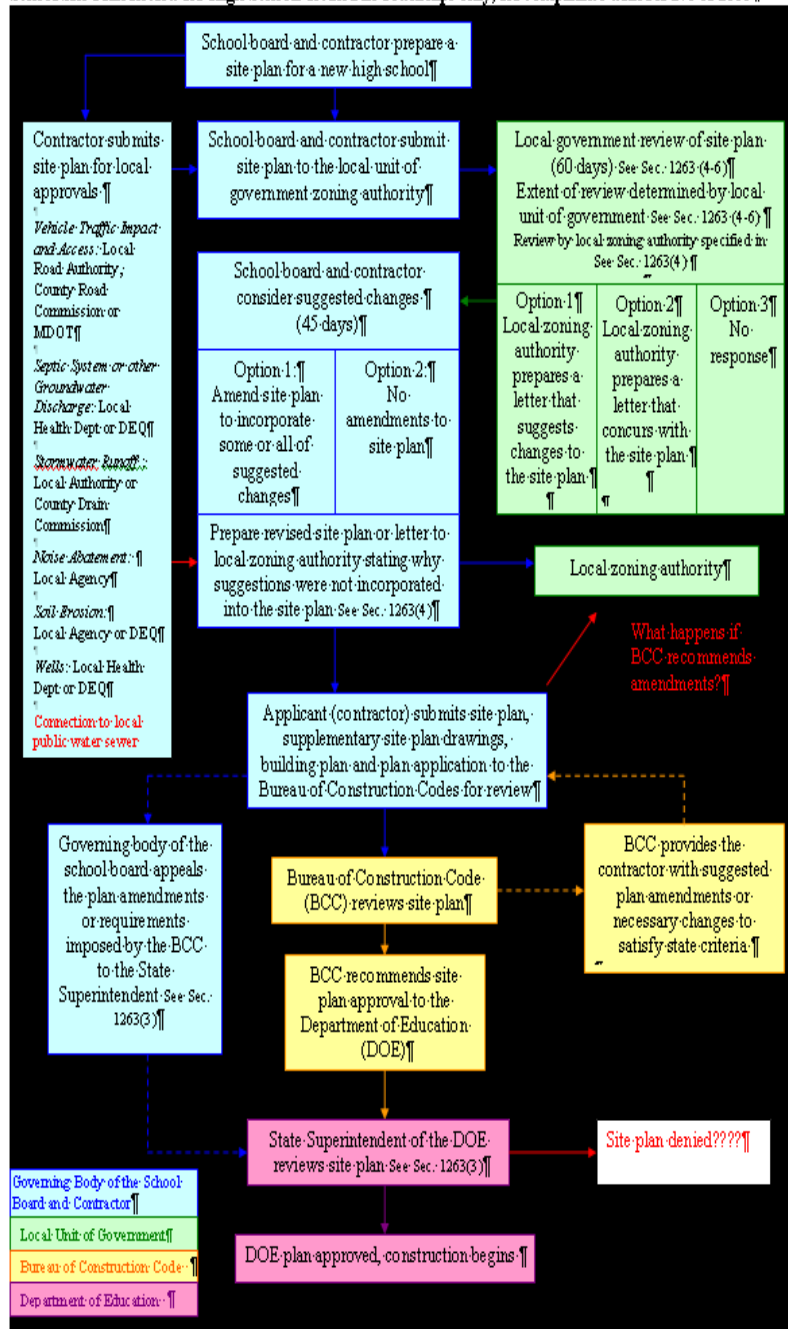 School board and contractor prepare a
site plan for a new high school¶
Contractor submits
site plan for local
approvals ¶
¶
Vehicle Traffic Impact
and Access: Local
Road Authority;
County Road
Commission or
MDOT¶
¶
Septic System or other
Groundwater
Discharge: Local
Health Dept or DEQ¶
¶
Stormwater Runoff:
Local Authority or
County Drain
Commission¶
¶
Noise Abatement: ¶
Local Agency¶
¶
Soil Erosion:¶
Local Agency or DEQ¶
¶
Wells: Local Health
Dept or DEQ¶
¶
Connection to local
public water sewer
School board and contractor submit
site plan to the local unit of
government zoning authority¶
Local government review of site plan
(60 days) See Sec. 1263 (4-6)¶
Extent of review determined by local
unit of government See Sec. 1263 (4-6) ¶
Review by local zoning authority specified in
See Sec. 1263(4) ¶
¶
Option 1¶
Local zoning
authority
prepares a
letter that
suggests
changes to
the site plan ¶
¶
Option 2¶
Local zoning
authority
prepares a
letter that
concurs with
the site plan ¶
¶
¶
Option 3¶
No
response¶
School board and contractor
consider suggested changes ¶
(45 days)¶
Option 1:¶
Amend site plan
to incorporate
some or all of
suggested
changes¶
Option 2:¶
No
amendments to
site plan¶
Prepare revised site plan or letter to
local zoning authority stating why
suggestions were not incorporated
into the site plan See Sec. 1263(4)¶
Local zoning authority¶
What happens if
BCC recommends
amendments?¶
Applicant (contractor) submits site plan,
supplementary site plan drawings,
building plan and plan application to the
Bureau of Construction Codes for review¶
Governing body of the
school board appeals
the plan amendments
or requirements
imposed by the BCC
to the State
Superintendent See Sec.
1263(3)¶
Bureau of Construction Code
(BCC) reviews site plan¶
BCC provides the
contractor with suggested
plan amendments or
necessary changes to
satisfy state criteria ¶
¶
BCC recommends site
plan approval to the
Department of Education
(DOE)¶
State Superintendent of the DOE
reviews site plan See Sec. 1263(3)¶
Site plan denied????¶
DOE plan approved, construction begins ¶
Governing Body of the School
Board and Contractor¶
Local Unit of Government¶
Bureau of Construction Code ¶
Department of Education ¶